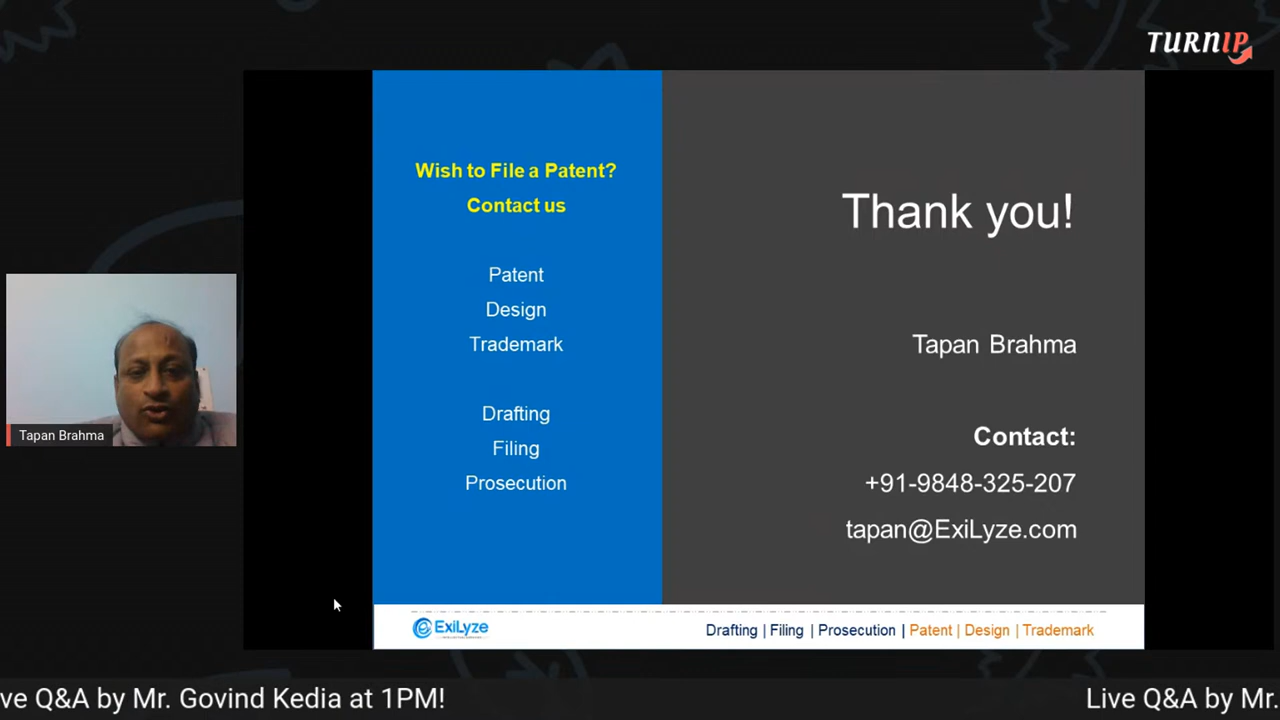 TURNIP
Wish to File a Patent?
Contact us
Patent
Design
Trademark
Drafting
Filing
Prosecution
Thank you!
Tapan Brahma
Contact:
+91-9848-325-207
tapan@ExiLyze.com
Tapan Brahma
ExiLyze
Drafting | Filing | Prosecution | Patent | Design | Trademark
ve Q&A by Mr. Govind Kedia at 1PM!
Live Q&A by Mr.